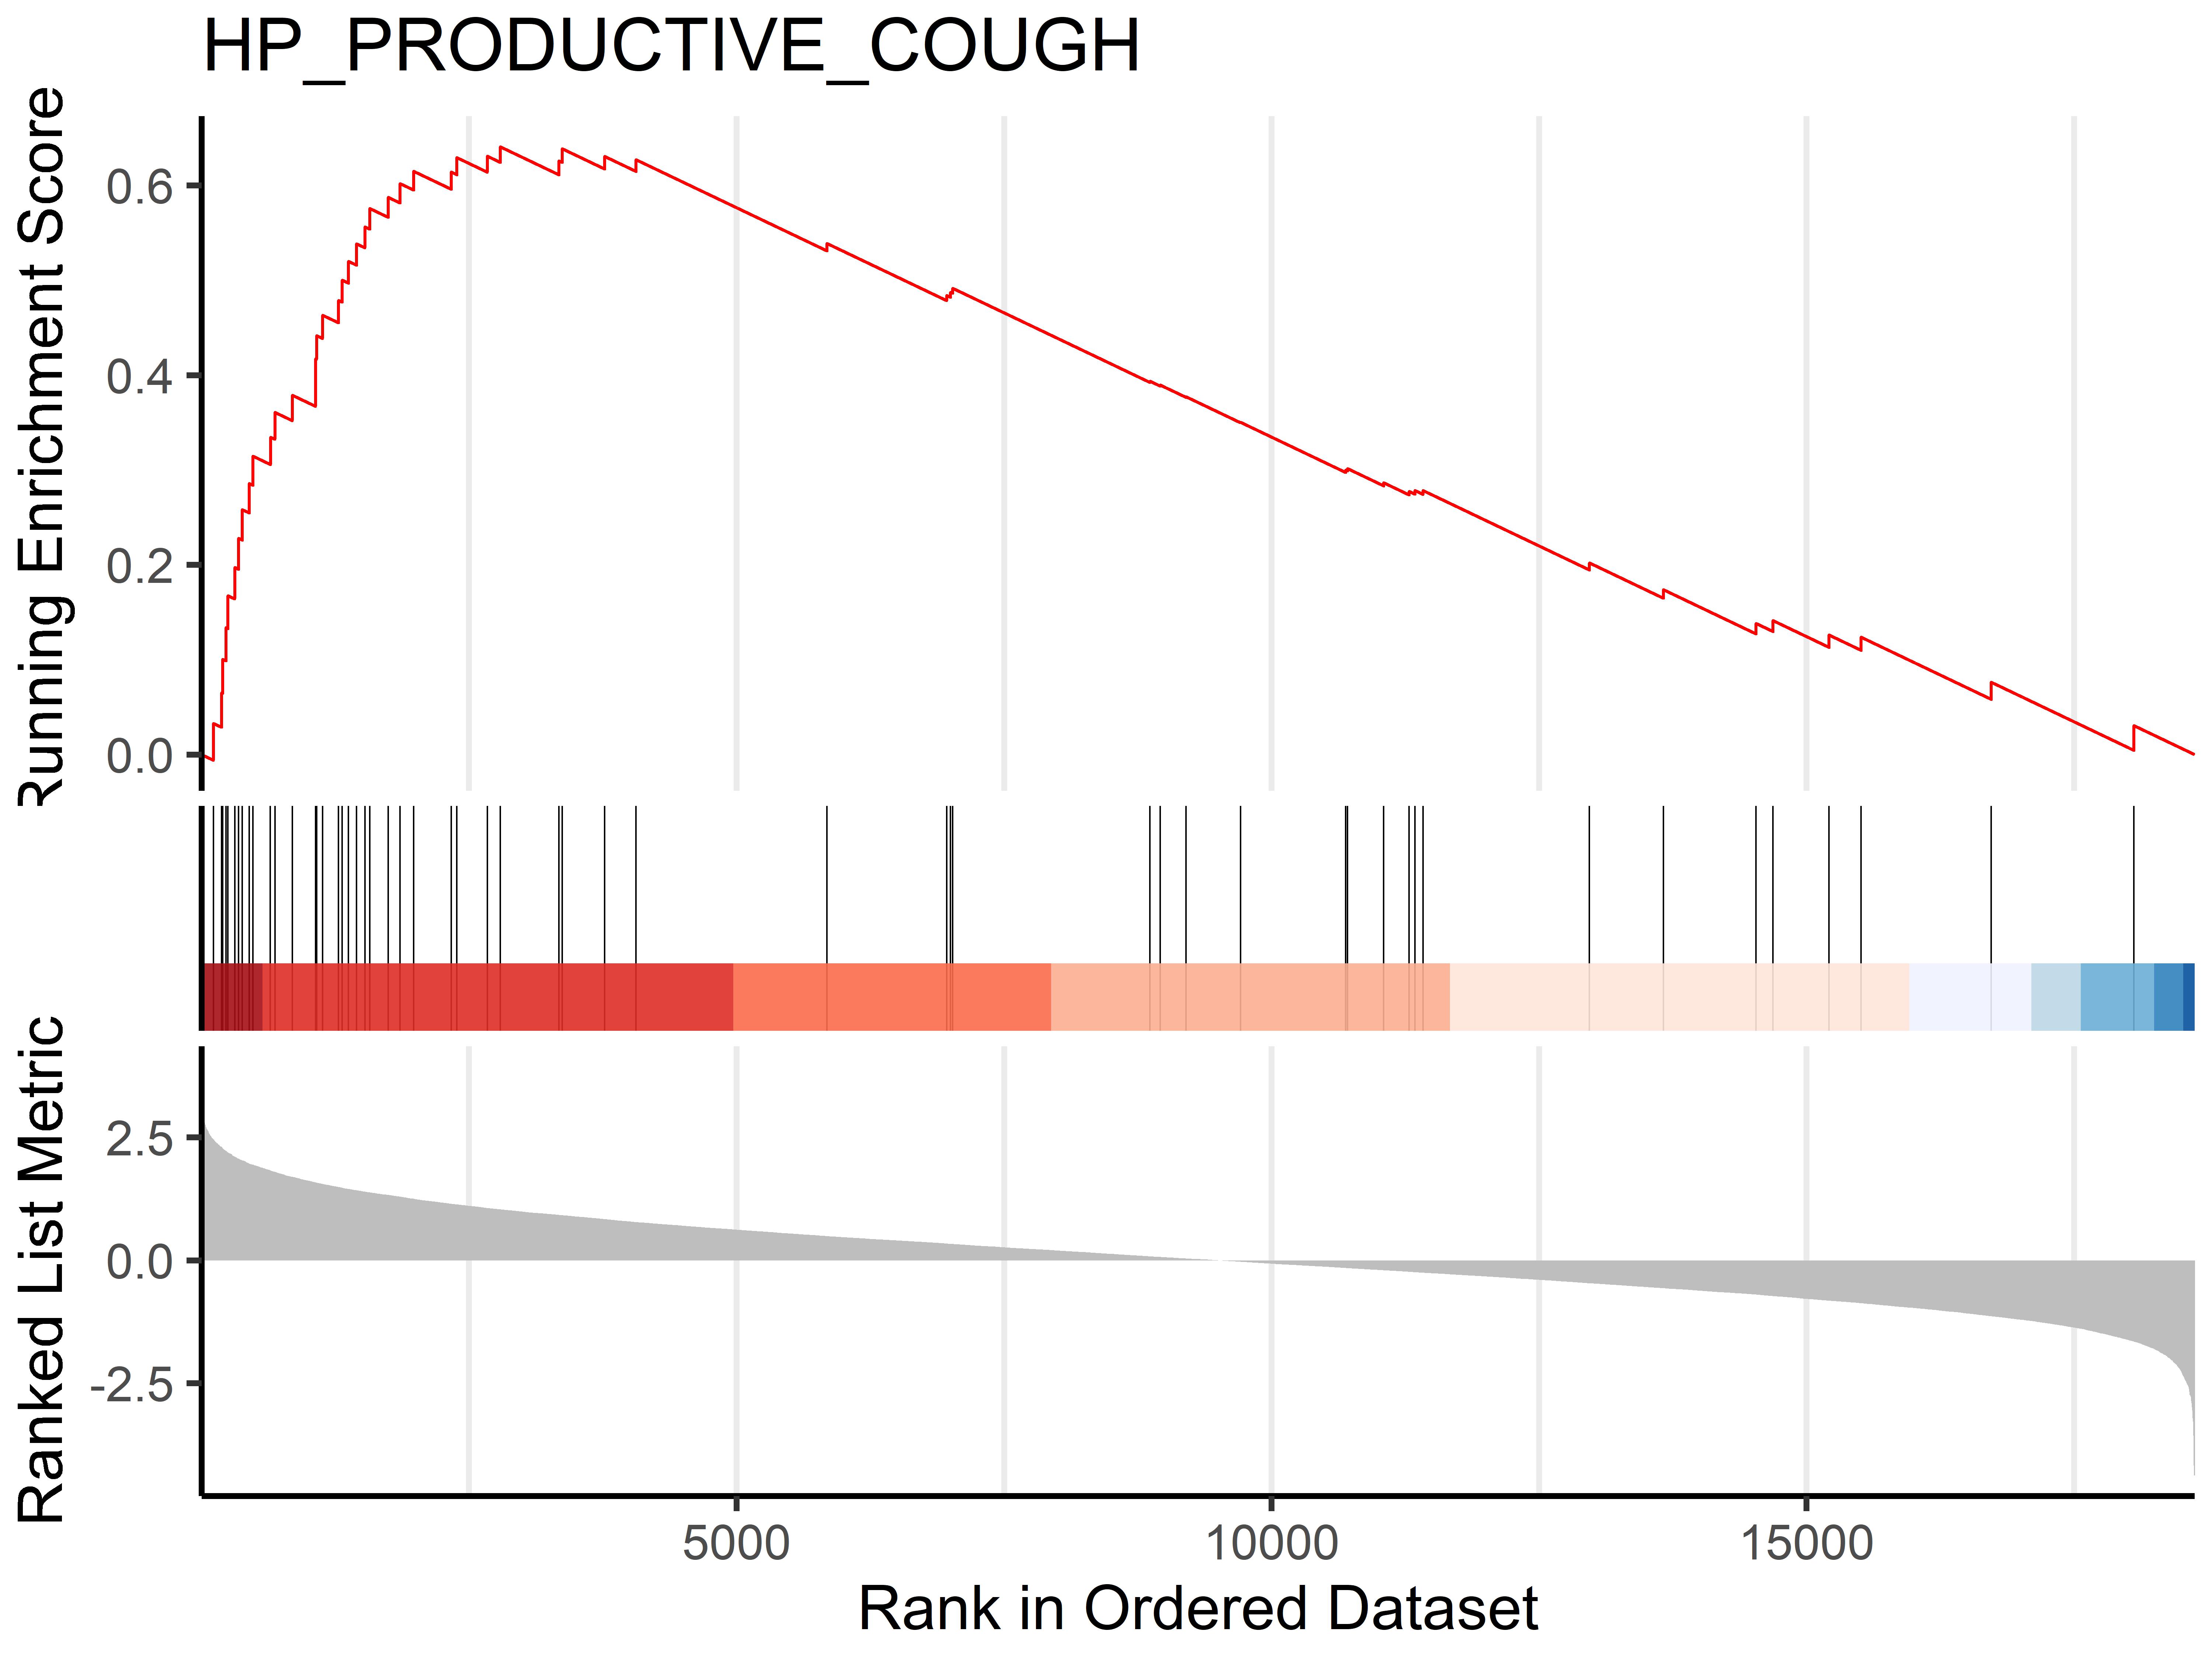 HP_PRODUCTIVE_COUGH
Running Enrichment Score
0.6
0.4
0.2
0.0
Ranked List Metric
2.5
0.0
-2.5
5000
10000
15000
Rank in Ordered Dataset